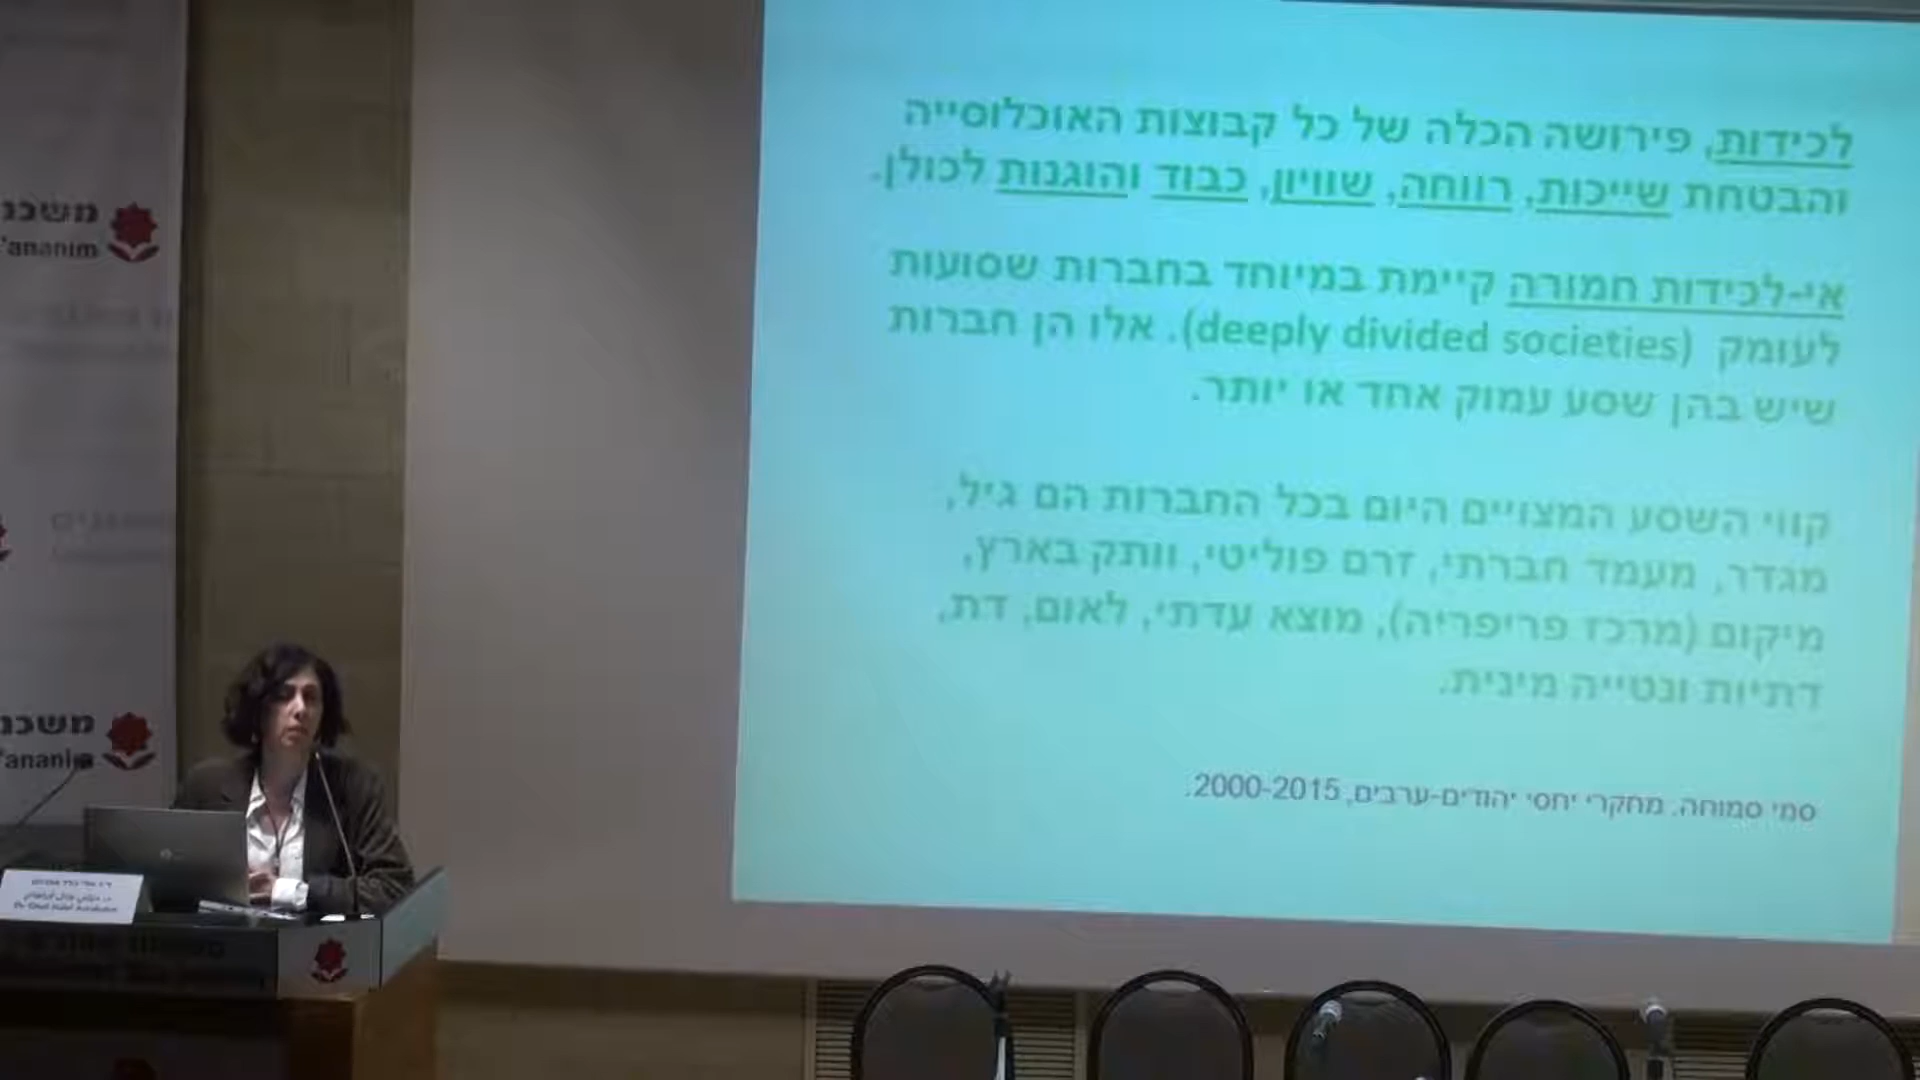 לכידות, פירושה הכלה של כל קבוצות האוכלוסייה
והבטחת שייכות, רווחה, שוויון, כבוד והוגנות לכולן.
אי-לכידות חמורה קיימת במיוחד בחברות שסועות
לעומק (deeply divided societies). אלו הן חברות
שיש בהן שסע עמוק אחד או יותר.
קווי השסע המצויים היום בכל החברות הם גיל,
מגדר, מעמד חברתי, זרם פוליטי, וותק בארץ,
מיקום (מרכז פריפריה), מוצא עדתי, לאום, דת,
דתיות ונטייה מינית.
סמי סמוחה. מחקרי יחסי יהודים-ערבים, 2000-2015.
משכנ
'ananim
משכנ
'ananim